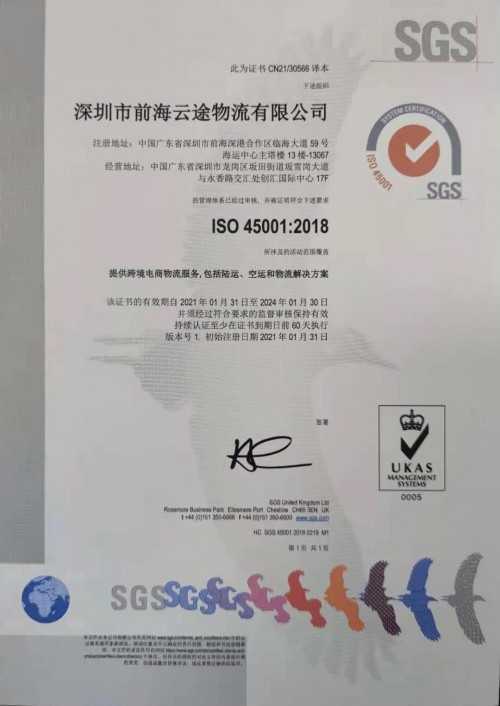 SGS
此为证书 CN21/30566 译本
下述组织
深圳市前海云途物流有限公司
注册地址：中国广东省深圳市前海深港合作区临海大道 59 号
海运中心主塔楼 13 楼-13067
经营地址：中国广东省深圳市龙岗区坂田街道坂雪岗大道
与永香路交汇处创汇国际中心 17F
SYSTEM CERTIFICATION
ISO 45001
SGS
的管理体系已经过审核，并被证明符合下述要求
ISO 45001:2018
所涉及的活动范围覆盖
提供跨境电商物流服务,包括陆运、空运和物流解决方案
该证书的有效期自 2021 年 01 月 31 日至 2024 年 01 月 30 日
并须经过符合要求的监督审核保持有效
持续认证至少在证书到期日前 60 天执行
版本号 1. 初始注册日期 2021 年 01 月 31 日
签署
UKAS
MANAGEMENT
SYSTEMS
0005
SGS United Kingdom Ltd
Rossmore Business Park Ellesmere Port Cheshire CH65 3EN UK
t +44 (0)151 350-6666 f +44 (0)151 350-6600 www.sgs.com
HC SGS 45001 2018 0219 M1
第 1 页 共 1 页
SGS SGS SGS